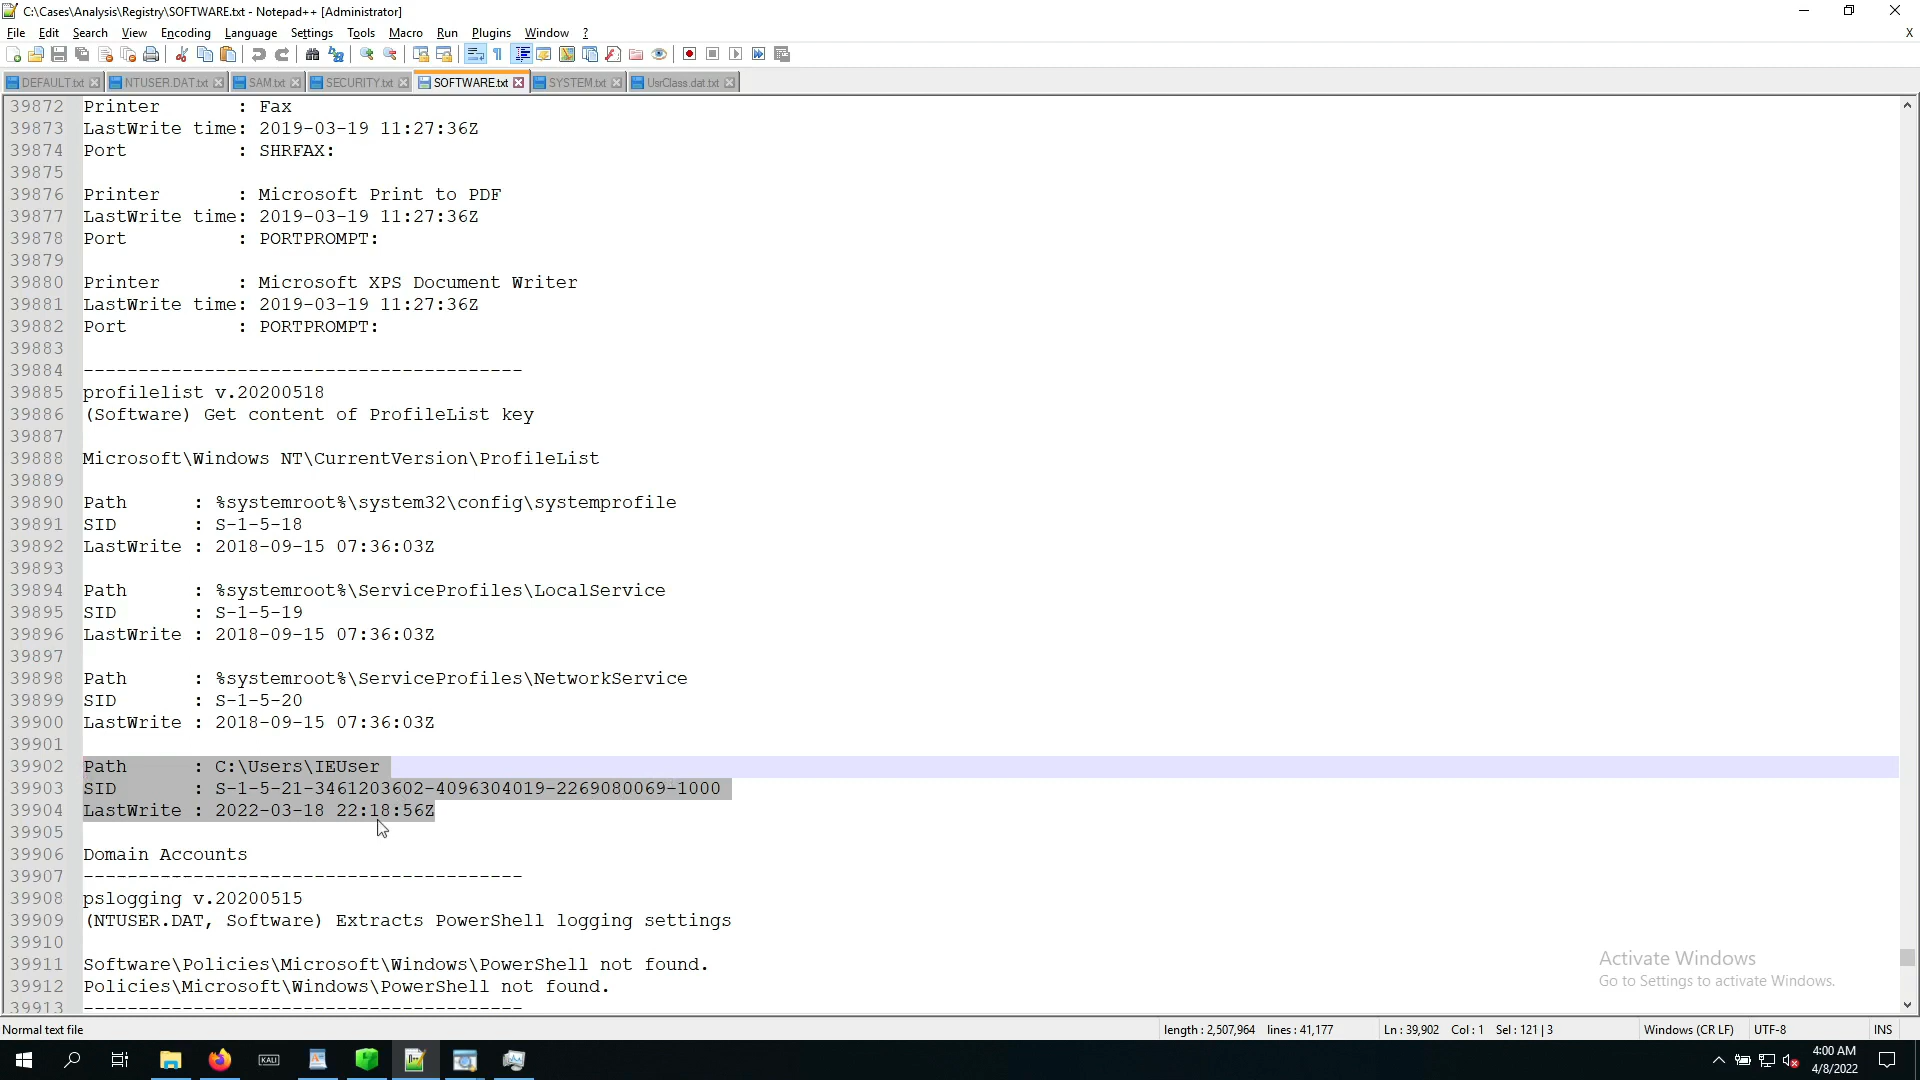 C:\Cases\Analysis\Registry\SOFTWARE.txt - Notepad++ [Administrator]
File Edit Search View Encoding Language Settings Tools Macro Run Plugins Window ? X
DEFAULT.txt NTUSER.DAT.txt SAM.txt SECURITY.txt SOFTWARE.txt SYSTEM.txt UsrClass.dat.txt
39872 Printer : Fax
39873 LastWrite time: 2019-03-19 11:27:36Z
39874 Port : SHRFAX:
39875
39876 Printer : Microsoft Print to PDF
39877 LastWrite time: 2019-03-19 11:27:36Z
39878 Port : PORTPROMPT:
39879
39880 Printer : Microsoft XPS Document Writer
39881 LastWrite time: 2019-03-19 11:27:36Z
39882 Port : PORTPROMPT:
39883
39884 ----------------------------------------
39885 profilelist v.20200518
39886 (Software) Get content of ProfileList key
39887
39888 Microsoft\Windows NT\CurrentVersion\ProfileList
39889
39890 Path : %systemroot%\system32\config\systemprofile
39891 SID : S-1-5-18
39892 LastWrite : 2018-09-15 07:36:03Z
39893
39894 Path : %systemroot%\ServiceProfiles\LocalService
39895 SID : S-1-5-19
39896 LastWrite : 2018-09-15 07:36:03Z
39897
39898 Path : %systemroot%\ServiceProfiles\NetworkService
39899 SID : S-1-5-20
39900 LastWrite : 2018-09-15 07:36:03Z
39901
39902 Path : C:\Users\IEUser
39903 SID : S-1-5-21-3461203602-4096304019-2269080069-1000
39904 LastWrite : 2022-03-18 22:18:56Z
39905
39906 Domain Accounts
39907 ----------------------------------------
39908 pslogging v.20200515
39909 (NTUSER.DAT, Software) Extracts PowerShell logging settings
39910
39911 Software\Policies\Microsoft\Windows\PowerShell not found.
39912 Policies\Microsoft\Windows\PowerShell not found.
39913 ----------------------------------------
Activate Windows
Go to Settings to activate Windows.
Normal text file length : 2,507,964 lines : 41,177 Ln : 39,902 Col : 1 Sel : 121 | 3 Windows (CR LF) UTF-8 INS
KALI
4:00 AM
4/8/2022